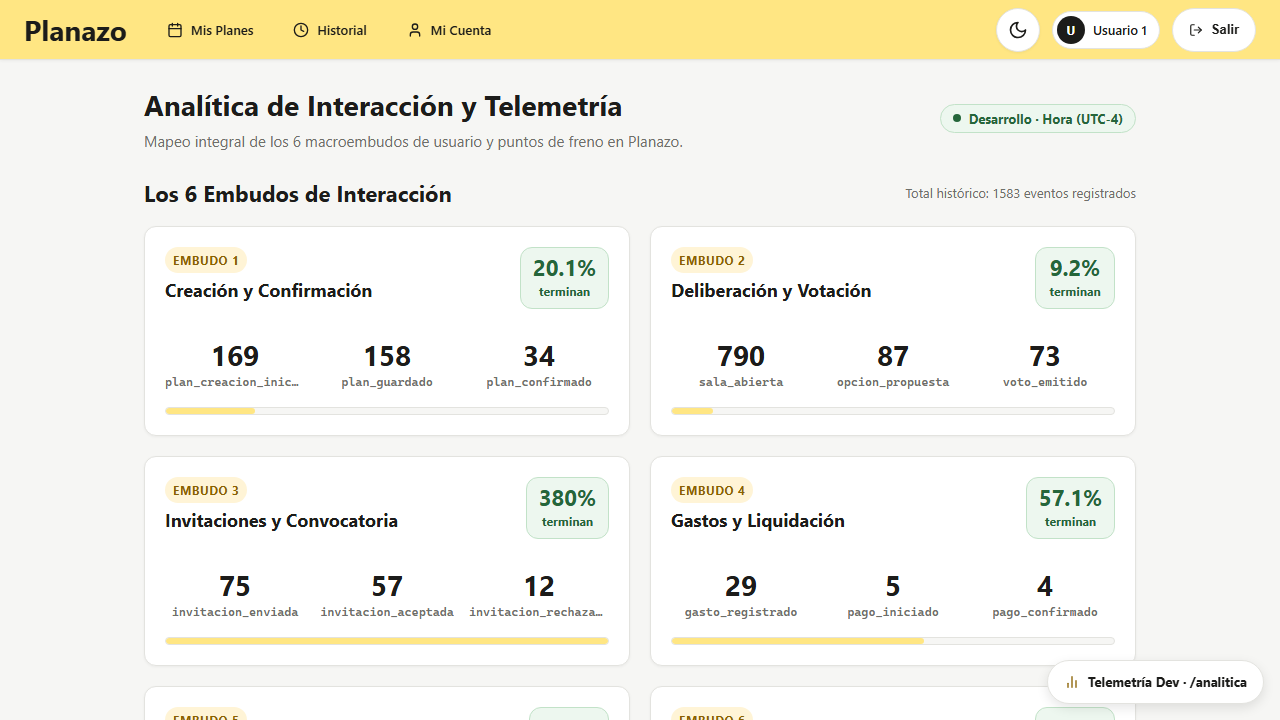 Planazo
Mis Planes
Historial
Mi Cuenta
U
Usuario 1
Salir
Analítica de Interacción y Telemetría
Mapeo integral de los 6 macroembudos de usuario y puntos de freno en Planazo.
Desarrollo · Hora (UTC-4)
Los 6 Embudos de Interacción
Total histórico: 1583 eventos registrados
EMBUDO 1
Creación y Confirmación
20.1%
terminan
169
plan_creacion_inic…
158
plan_guardado
34
plan_confirmado
EMBUDO 2
Deliberación y Votación
9.2%
terminan
790
sala_abierta
87
opcion_propuesta
73
voto_emitido
EMBUDO 3
Invitaciones y Convocatoria
380%
terminan
75
invitacion_enviada
57
invitacion_aceptada
12
invitacion_rechaza…
EMBUDO 4
Gastos y Liquidación
57.1%
terminan
29
gasto_registrado
5
pago_iniciado
4
pago_confirmado
Telemetría Dev · /analitica
EMBUDO 5
EMBUDO 6